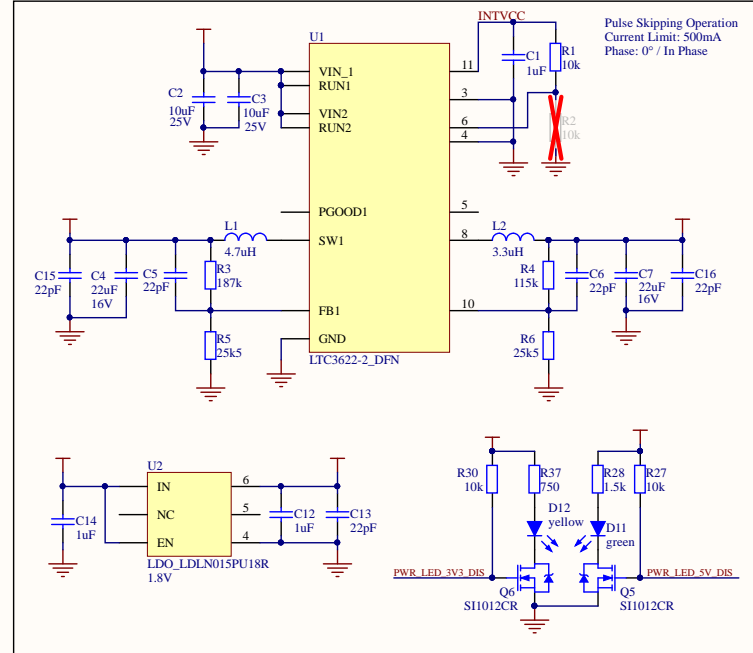 INTVCC
Pulse Skipping Operation
Current Limit: 500mA
Phase: 0° / In Phase
U1
C1
1uF
R1
10k
R2
10k
C2
10uF
25V
C3
10uF
25V
VIN_1
RUN1
VIN2
RUN2
PGOOD1
SW1
FB1
GND
11
3
6
4
5
8
10
LTC3622-2_DFN
L1
4.7uH
C15
22pF
C4
22uF
16V
C5
22pF
R3
187k
R5
25k5
L2
3.3uH
R4
115k
C6
22pF
C7
22uF
16V
C16
22pF
R6
25k5
U2
IN
NC
EN
6
5
4
C14
1uF
C12
1uF
C13
22pF
LDO_LDLN015PU18R
1.8V
R30
10k
R37
750
R28
1.5k
R27
10k
D12
yellow
D11
green
PWR_LED_3V3_DIS
PWR_LED_5V_DIS
Q6
SI1012CR
Q5
SI1012CR